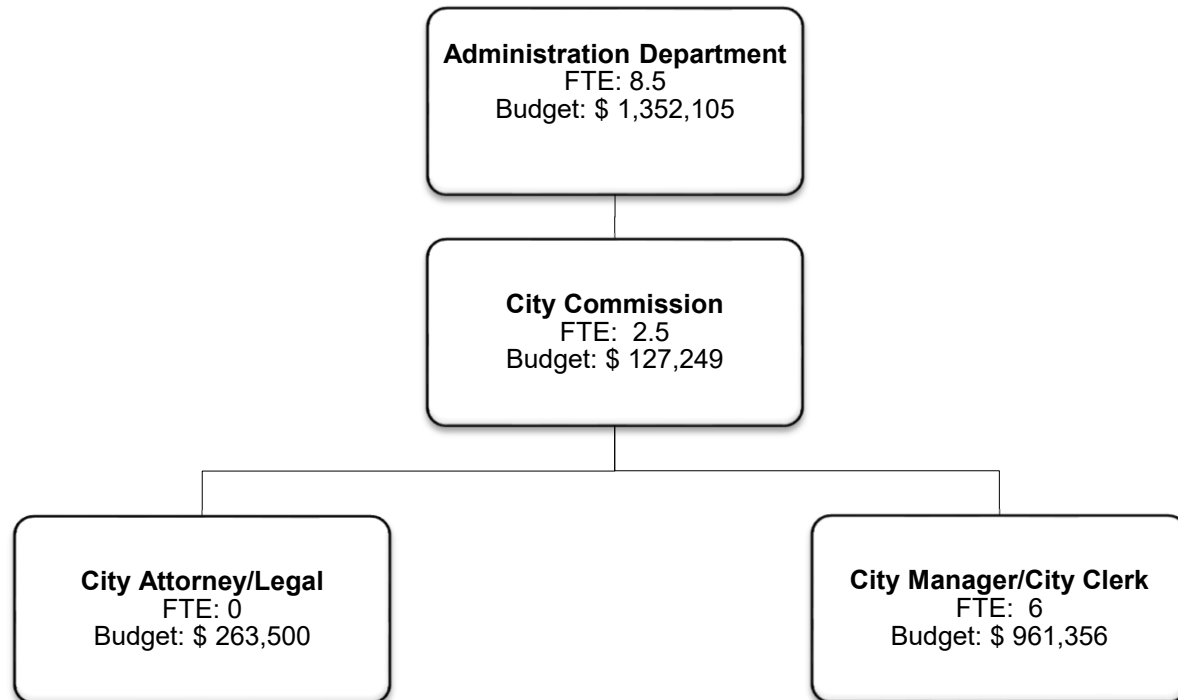 Administration Department
FTE: 8.5
Budget: $ 1,352,105
City Commission
FTE:  2.5
Budget: $ 127,249
City Attorney/Legal
FTE: 0
Budget: $ 263,500
City Manager/City Clerk
FTE:  6
Budget: $ 961,356